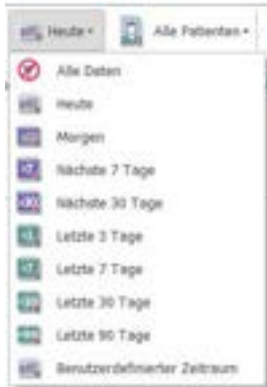 Heute Alle Patienten
Alle Daten
Heute
Morgen
Nächste 7 Tage
Nächste 30 Tage
Letzte 3 Tage
Letzte 7 Tage
Letzte 30 Tage
Letzte 90 Tage
Benutzerdefinierter Zeitraum